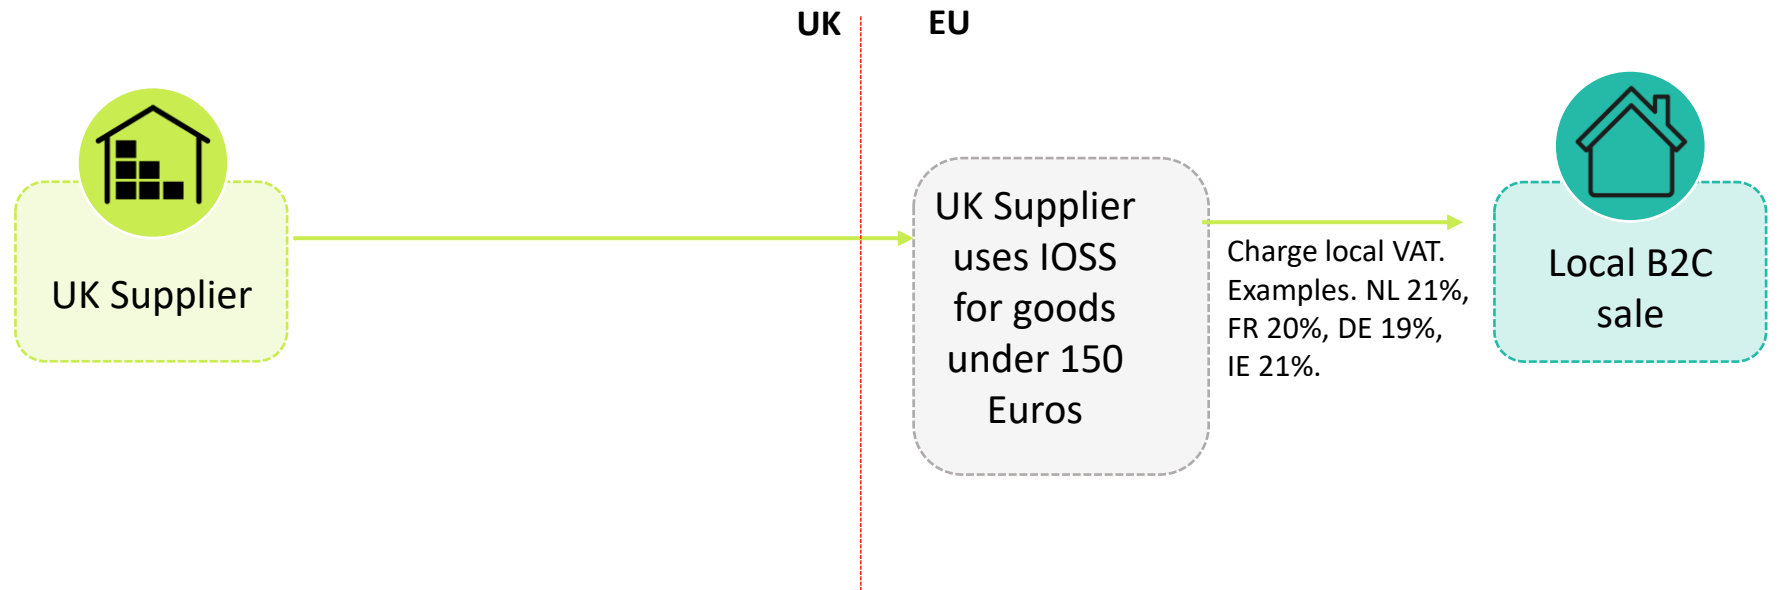 UK
EU
UK Supplier
UK Supplier
uses IOSS
for goods
under 150
Euros
Charge local VAT.
Examples. NL 21%,
FR 20%, DE 19%,
IE 21%.
Local B2C
sale